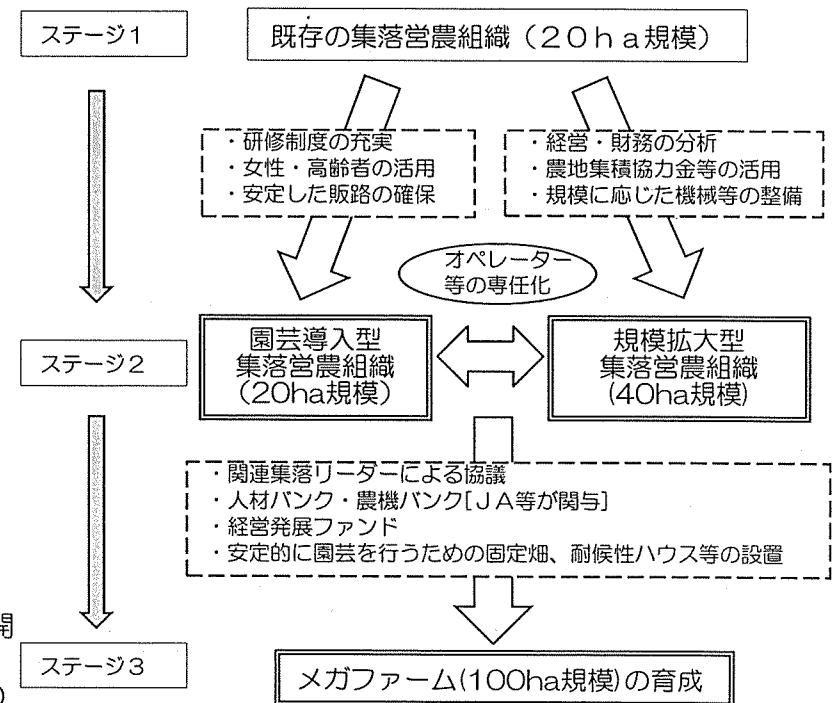 ステージ1
既存の集落営農組織(20ha規模)
・研修制度の充実
・女性・高齢者の活用
・安定した販路の確保
・経営・財務の分析
・農地集積協力金等の活用
・規模に応じた機械等の整備
オペレーター
等の専任化
ステージ2
園芸導入型
集落営農組織
(20ha規模)
規模拡大型
集落営農組織
(40ha規模)
・関連集落リーダーによる協議
・人材バンク・農機バンク[JA等が関与]
・経営発展ファンド
・安定的に園芸を行うための固定畑、耐候性ハウス等の設置
開
ステージ3
)
メガファーム(100ha規模)の育成